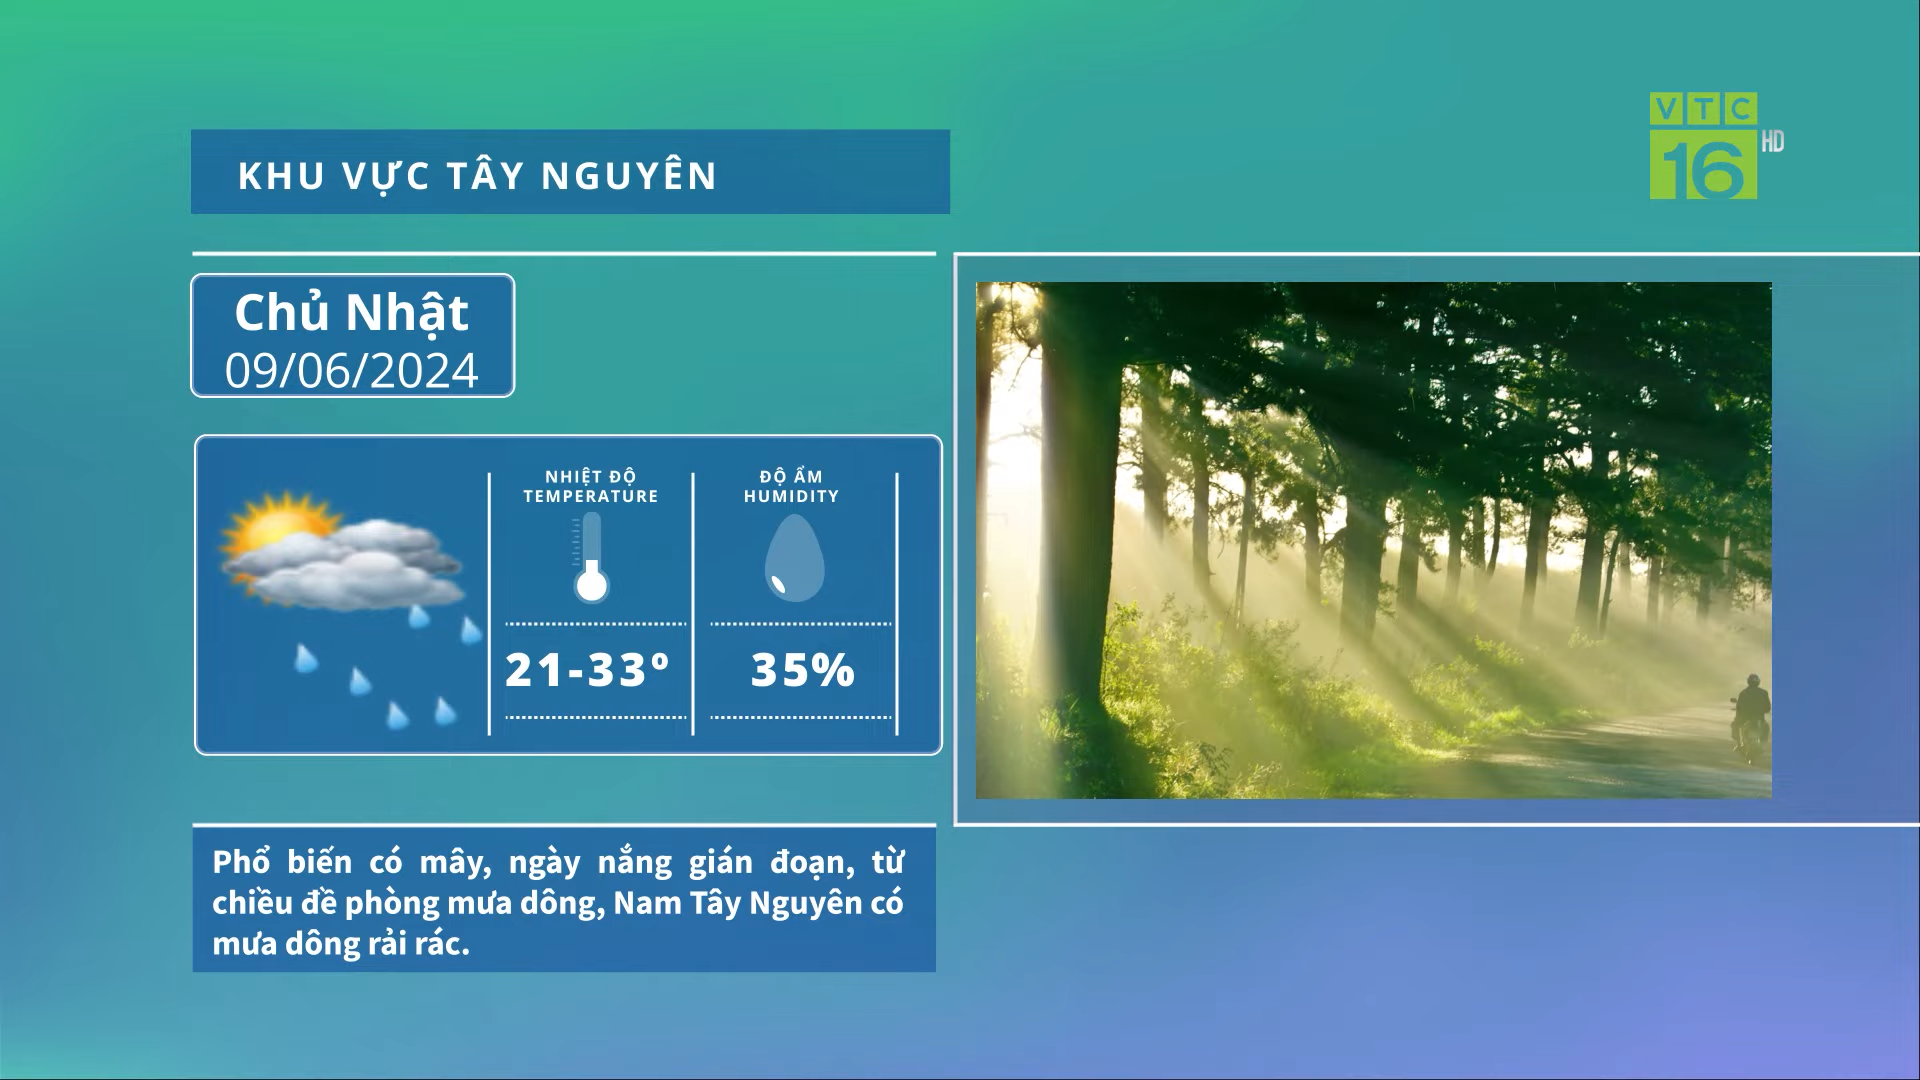 VTC
16
HD
KHU VỰC TÂY NGUYÊN
Chủ Nhật
09/06/2024
NHIỆT ĐỘ
TEMPERATURE
21-33º
ĐỘ ẨM
HUMIDITY
35%
Phổ biến có mây, ngày nắng gián đoạn, từ
chiều đề phòng mưa dông, Nam Tây Nguyên có
mưa dông rải rác.